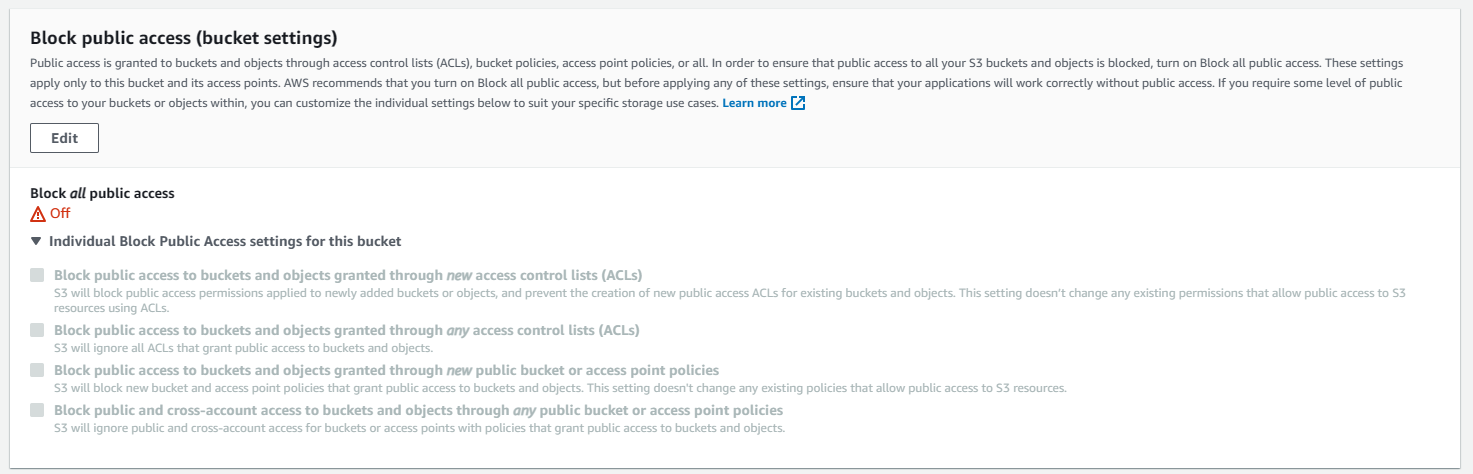 Block public access (bucket settings)
Public access is granted to buckets and objects through access control lists (ACLs), bucket policies, access point policies, or all. In order to ensure that public access to all your S3 buckets and objects is blocked, turn on Block all public access. These settings
apply only to this bucket and its access points. AWS recommends that you turn on Block all public access, but before applying any of these settings, ensure that your applications will work correctly without public access. If you require some level of public
access to your buckets or objects within, you can customize the individual settings below to suit your specific storage use cases. Learn more
Edit
Block all public access
Off
Individual Block Public Access settings for this bucket
Block public access to buckets and objects granted through new access control lists (ACLs)
S3 will block public access permissions applied to newly added buckets or objects, and prevent the creation of new public access ACLs for existing buckets and objects. This setting doesn't change any existing permissions that allow public access to S3
resources using ACLs.
Block public access to buckets and objects granted through any access control lists (ACLs)
S3 will ignore all ACLs that grant public access to buckets and objects.
Block public access to buckets and objects granted through new public bucket or access point policies
S3 will block new bucket and access point policies that grant public access to buckets and objects. This setting doesn't change any existing policies that allow public access to S3 resources.
Block public and cross-account access to buckets and objects through any public bucket or access point policies
S3 will ignore public and cross-account access for buckets or access points with policies that grant public access to buckets and objects.